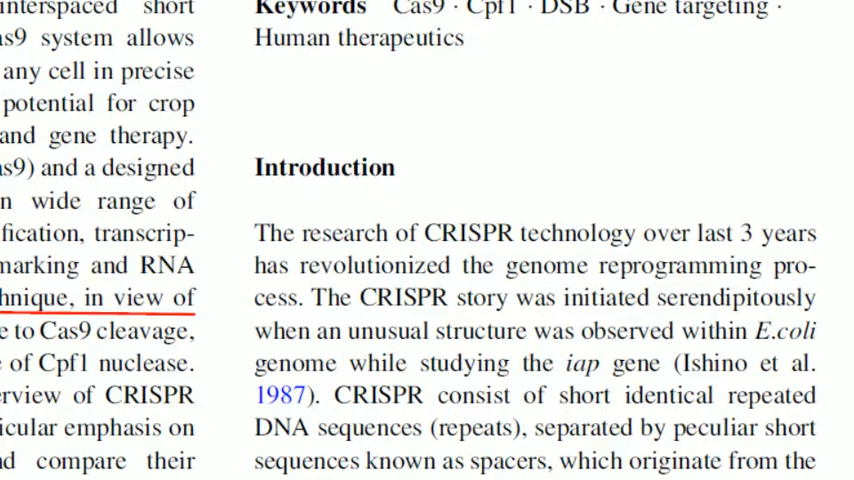 interspaced short
s9 system allows
any cell in precise
potential for crop
and gene therapy.
s9) and a designed
n wide range of
fication, transcrip-
marking and RNA
hnique, in view of
e to Cas9 cleavage,
e of Cpf1 nuclease.
erview of CRISPR
icular emphasis on
nd compare their
Keywords Cas9 · Cpf1 · DSB · Gene targeting ·
Human therapeutics
Introduction
The research of CRISPR technology over last 3 years
has revolutionized the genome reprogramming pro-
cess. The CRISPR story was initiated serendipitously
when an unusual structure was observed within E.coli
genome while studying the iap gene (Ishino et al.
1987). CRISPR consist of short identical repeated
DNA sequences (repeats), separated by peculiar short
sequences known as spacers, which originate from the